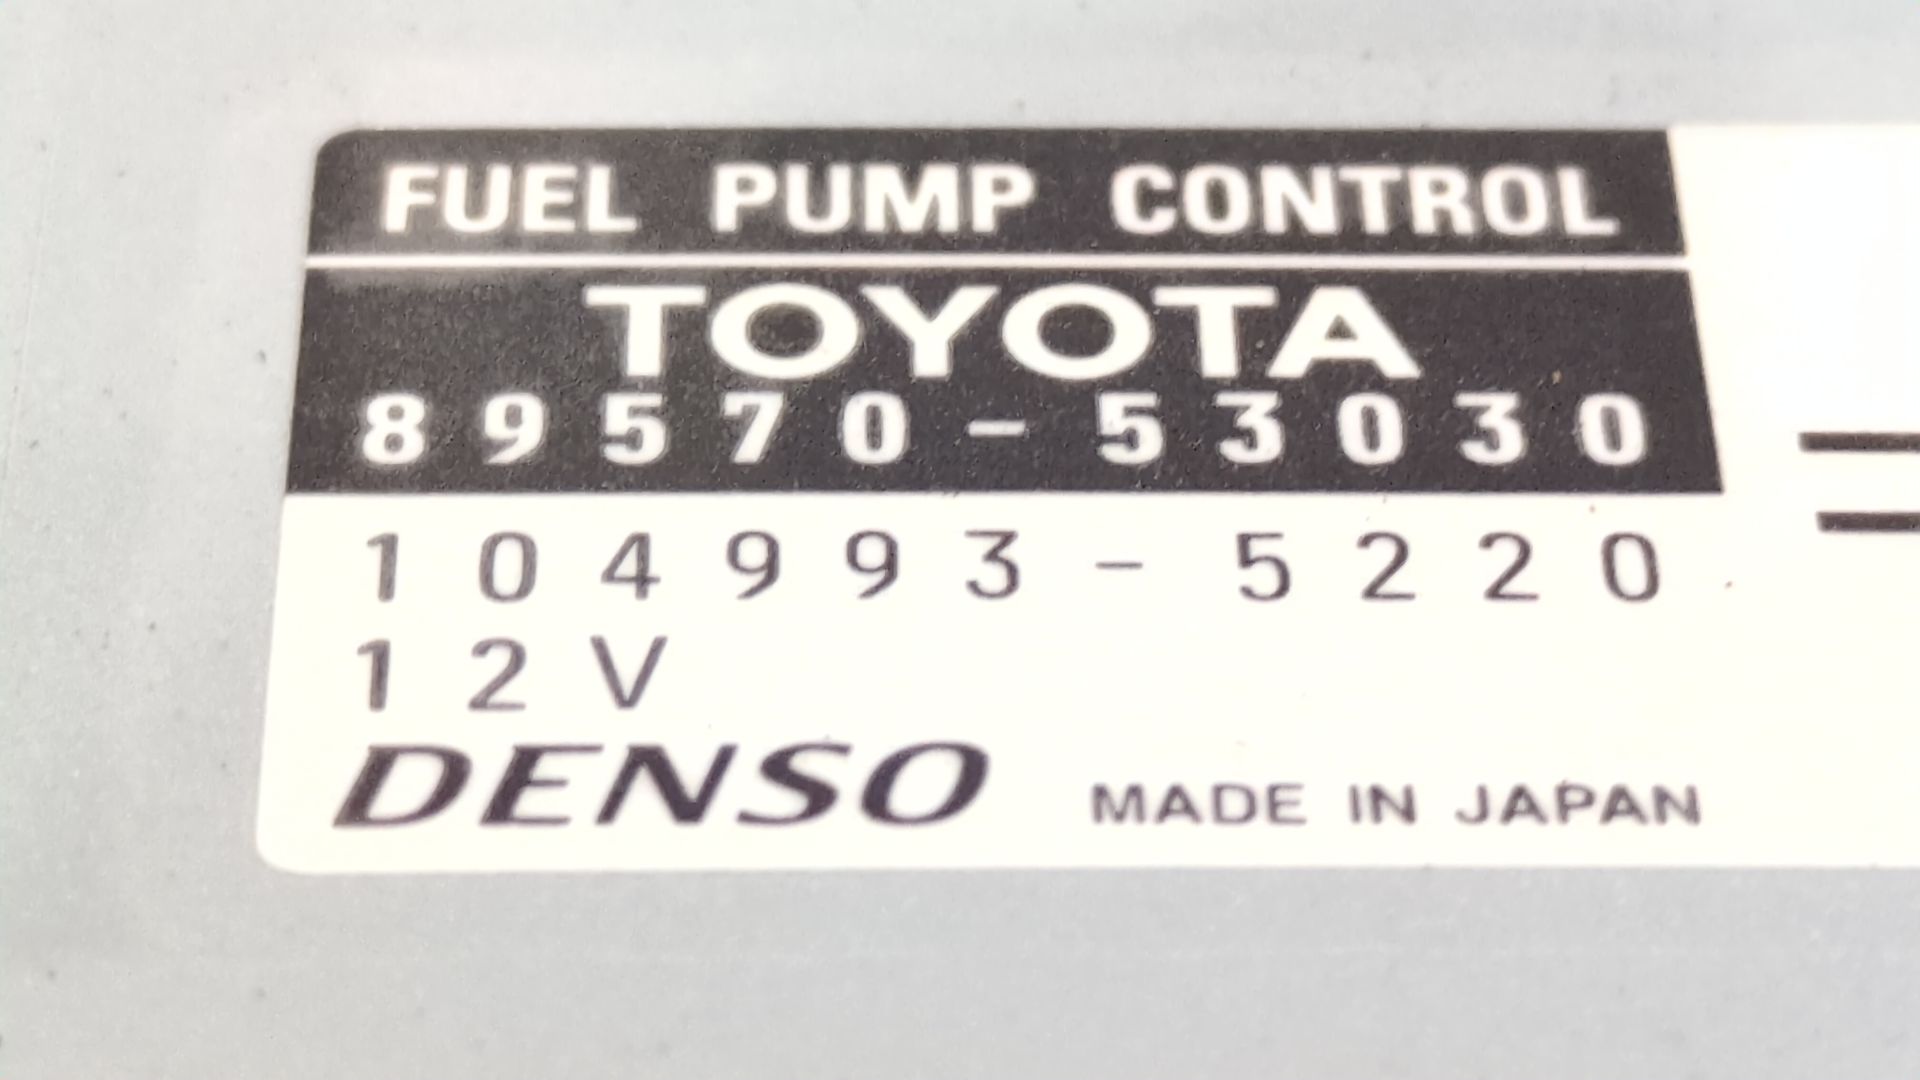 FUEL PUMP CONTROL
TOYOTA
89570-53030
104993-5220
12V
DENSO MADE IN JAPAN